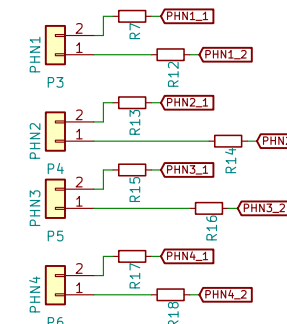 PHN1
2
1
R7
PHN1_1
R12
PHN1_2
P3
PHN2
2
1
R13
PHN2_1
R14
P4
PHN3
2
1
R15
PHN3_1
R16
PHN3_2
P5
PHN4
2
1
R17
PHN4_1
R18
PHN4_2
P6